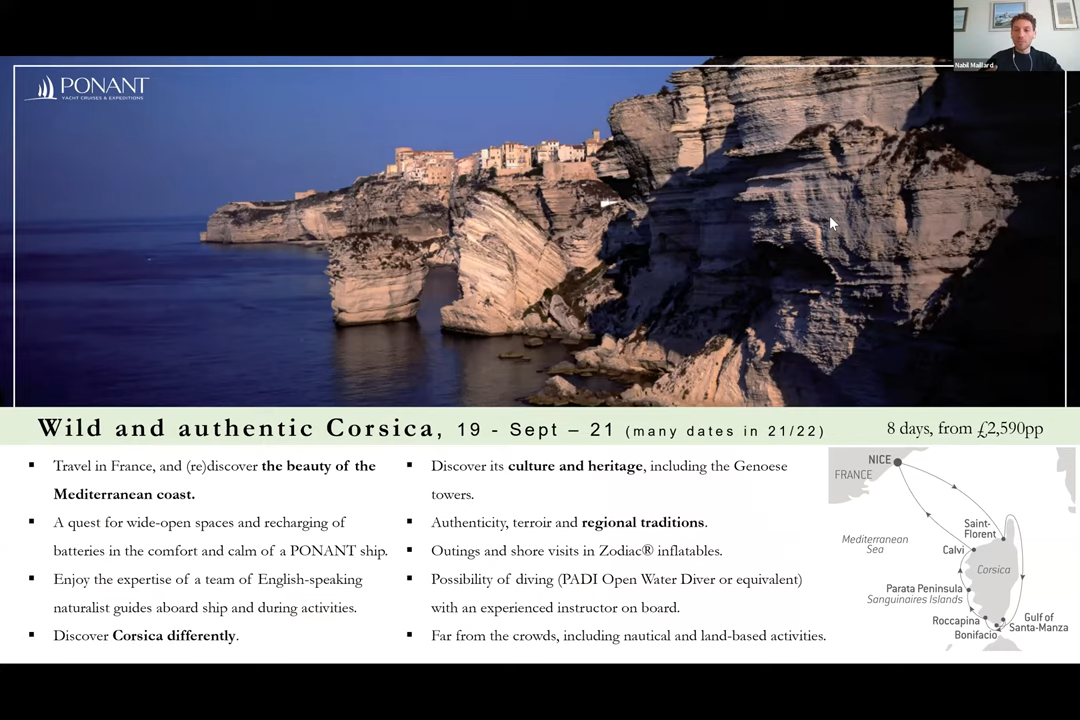 PONANT
YACHT CRUISES & EXPEDITIONS
Nabil Maillard
Wild and authentic Corsica, 19 - Sept – 21 (many dates in 21/22)
8 days, from £2,590pp
▪ Travel in France, and (re)discover the beauty of the
Mediterranean coast.
▪ A quest for wide-open spaces and recharging of
batteries in the comfort and calm of a PONANT ship.
▪ Enjoy the expertise of a team of English-speaking
naturalist guides aboard ship and during activities.
▪ Discover Corsica differently.
▪ Discover its culture and heritage, including the Genoese
towers.
▪ Authenticity, terroir and regional traditions.
▪ Outings and shore visits in Zodiac® inflatables.
▪ Possibility of diving (PADI Open Water Diver or equivalent)
with an experienced instructor on board.
▪ Far from the crowds, including nautical and land-based activities.
NICE
FRANCE
Saint-
Florent
Mediterranean
Sea
Calvi
Corsica
Parata Peninsula
Sanguinaires Islands
Roccapina
Gulf of
Santa-Manza
Bonifacio